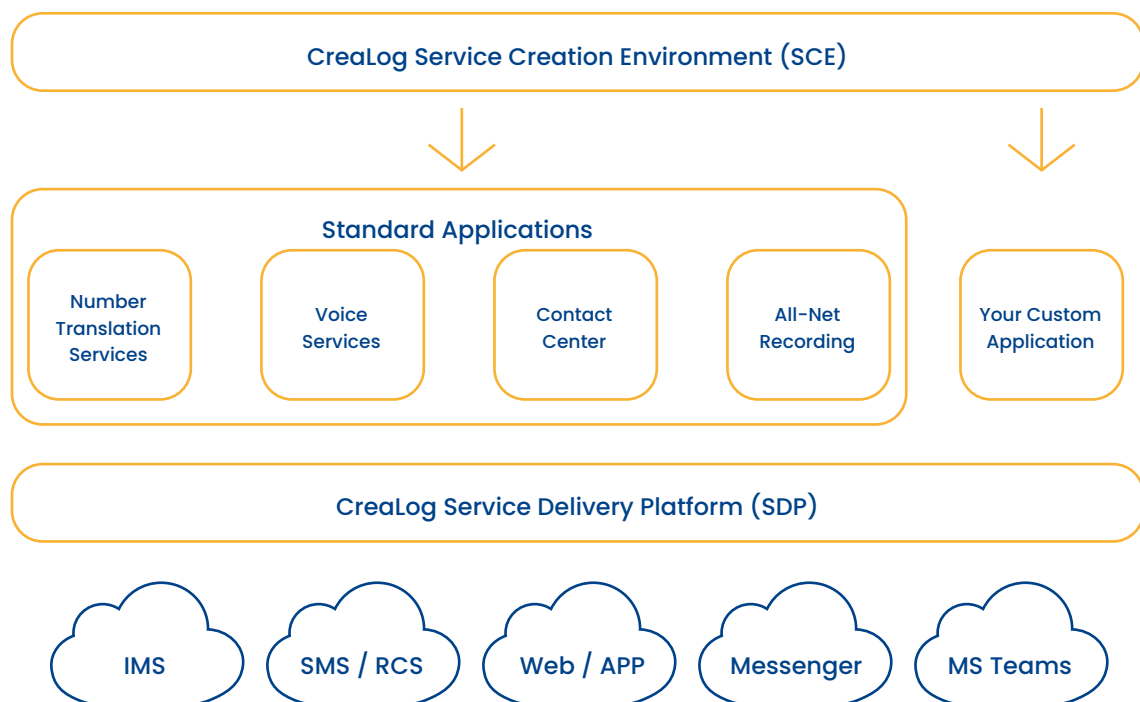 CreaLog Service Creation Environment (SCE)
Standard Applications
Number
Translation
Services
Voice
Services
Contact
Center
All-Net
Recording
Your Custom
Application
CreaLog Service Delivery Platform (SDP)
IMS
SMS / RCS
Web / APP
Messenger
MS Teams